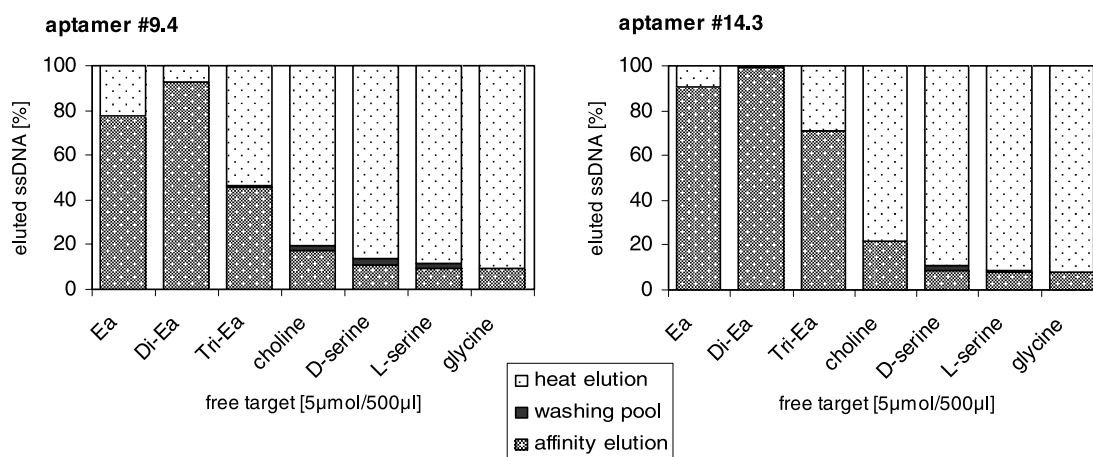 aptamer #9.4
eluted ssDNA [%]
100
80
60
40
20
0
Ea
Di-Ea
Tri-Ea
choline
D-serine
L-serine
glycine
free target [5µmol/500µl]
aptamer #14.3
eluted ssDNA [%]
100
80
60
40
20
0
Ea
Di-Ea
Tri-Ea
choline
D-serine
L-serine
glycine
free target [5µmol/500µl]
heat elution
washing pool
affinity elution